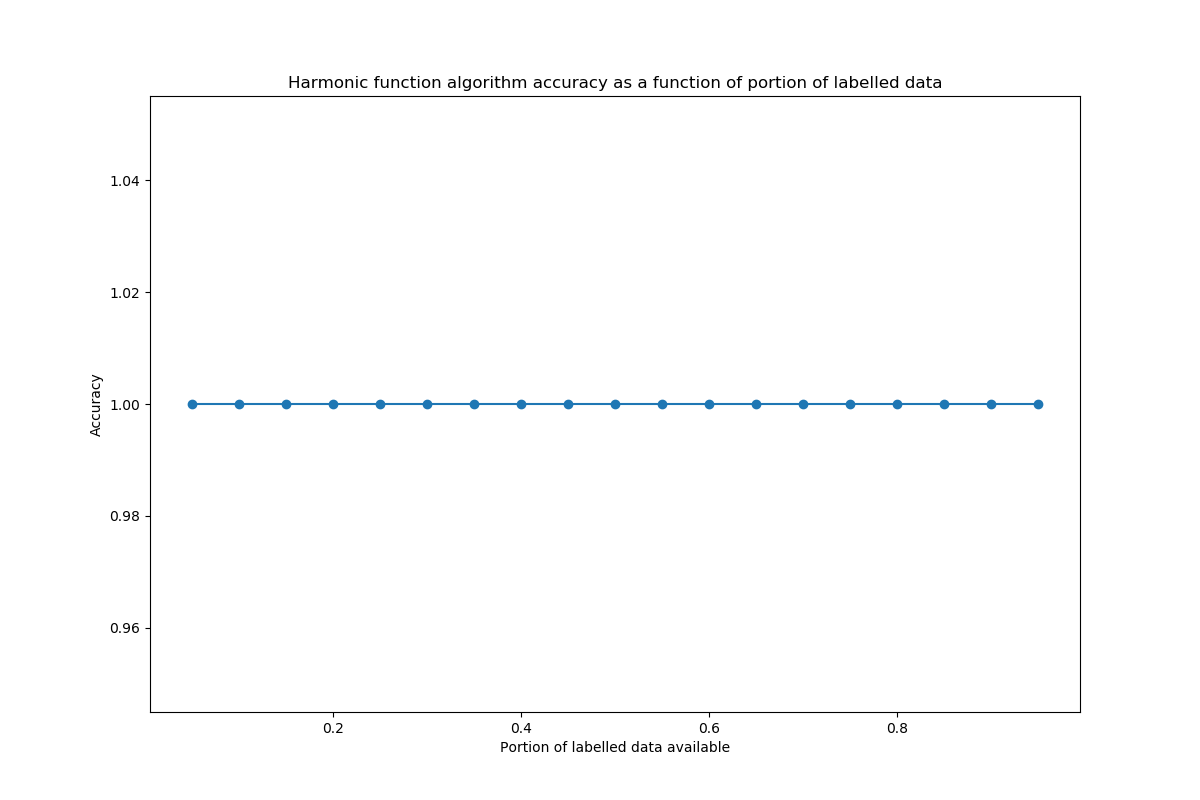 Harmonic function algorithm accuracy as a function of portion of labelled data
1.04
1.02
1.00
0.98
0.96
Accuracy
0.2 0.4 0.6 0.8
Portion of labelled data available